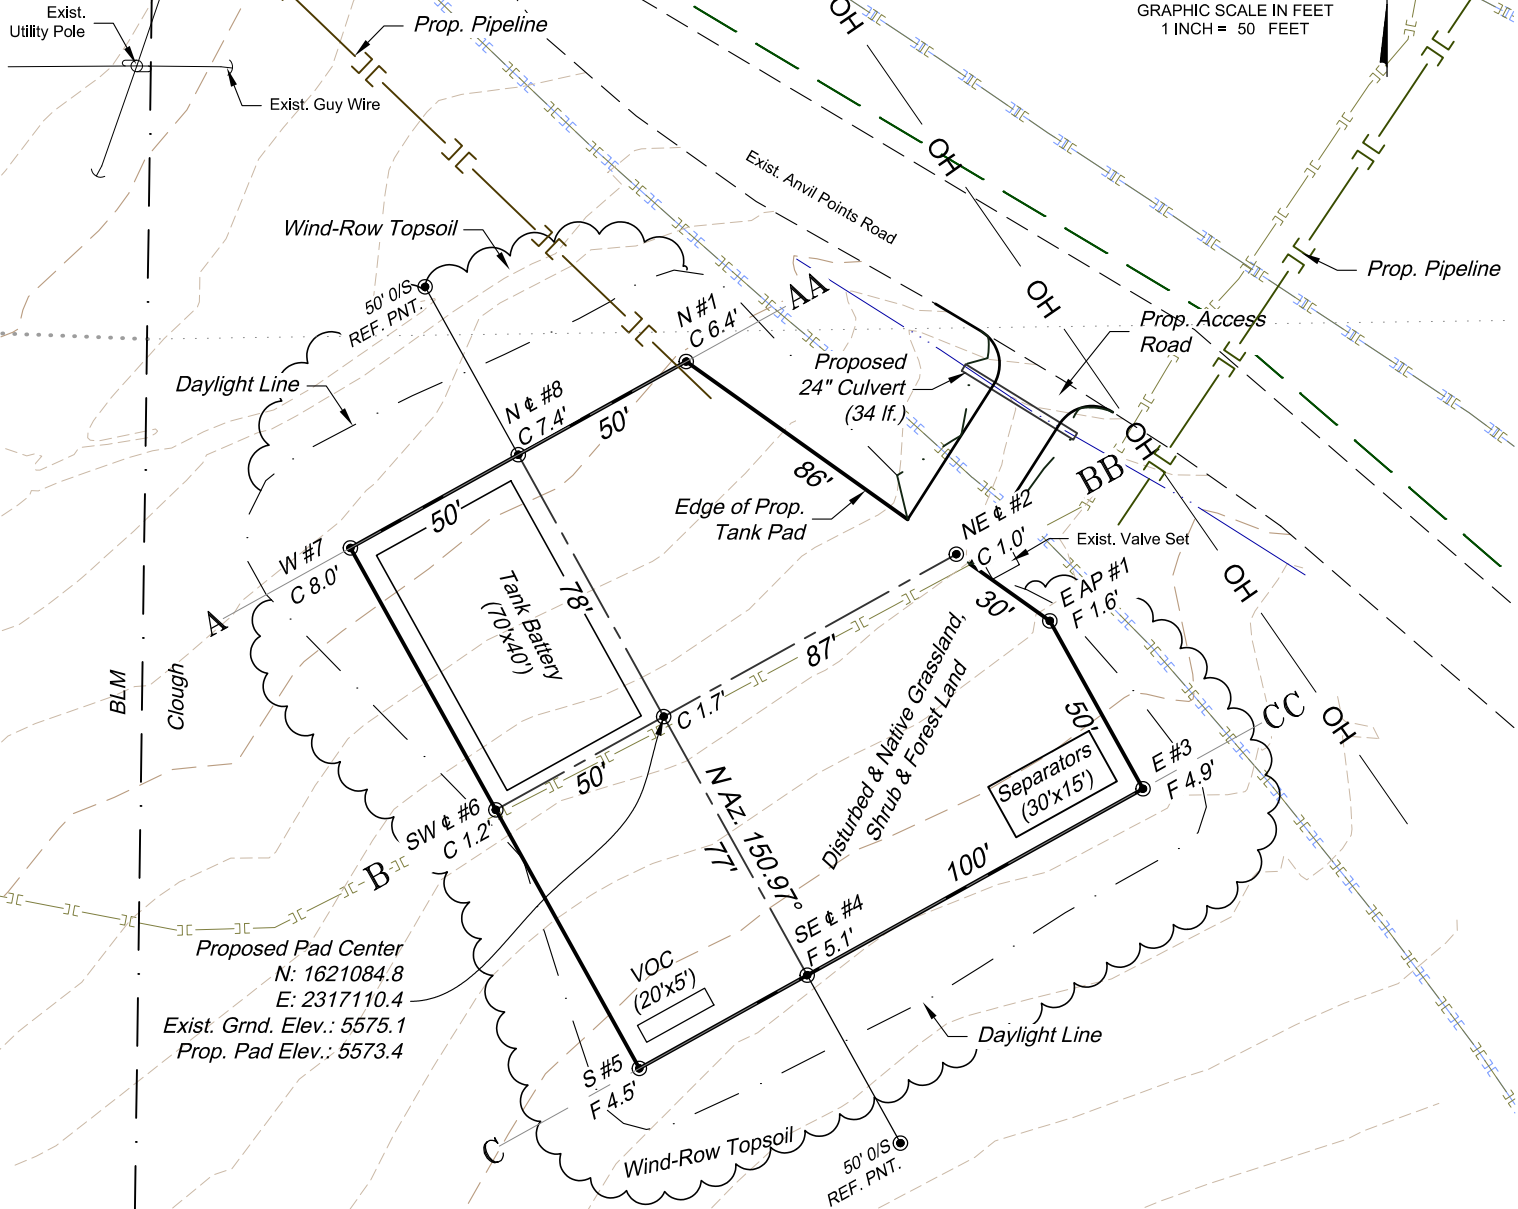 Exist.
Utility Pole
Exist. Guy Wire
Prop. Pipeline
GRAPHIC SCALE IN FEET
1 INCH = 50 FEET
OH
OH
OH
OH
OH
OH
Exist. Anvil Points Road
Prop. Pipeline
Wind-Row Topsoil
50' O/S
REF. PNT.
N #1
C 6.4'
AA
Prop. Access
Road
Proposed
24" Culvert
(34 lf.)
Daylight Line
N ℄ #8
C 7.4'
50'
86'
BB
50'
Edge of Prop.
Tank Pad
NE ℄ #2
C 1.0'
Exist. Valve Set
W #7
C 8.0'
A
Tank Battery
(70'x40')
78'
30'
E AP #1
F 1.6'
87'
BLM
Clough
C 1.7'
Disturbed & Native Grassland,
Shrub & Forest Land
50'
CC
Separators
(30'x15')
E #3
F 4.9'
50'
N Az. 150.97°
77'
SW ℄ #6
C 1.2'
B
100'
SE ℄ #4
F 5.1'
Proposed Pad Center
N: 1621084.8
E: 2317110.4
Exist. Grnd. Elev.: 5575.1
Prop. Pad Elev.: 5573.4
VOC
(20'x5')
Daylight Line
S #5
F 4.5'
C
Wind-Row Topsoil
50' O/S
REF. PNT.